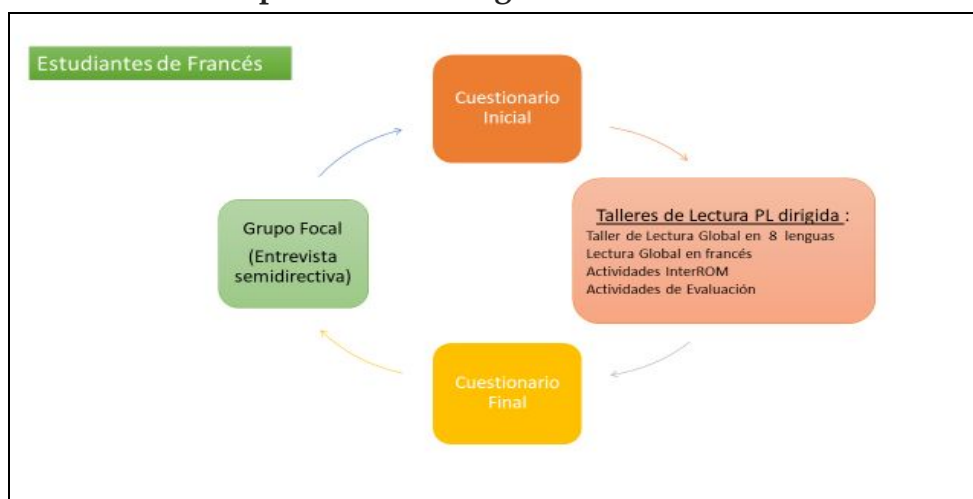 Estudiantes de Francés
Cuestionario
Inicial
Talleres de Lectura PL dirigida :
Taller de Lectura Global en 8 lenguas
Lectura Global en francés
Actividades InterROM
Actividades de Evaluación
Cuestionario
Final
Grupo Focal
(Entrevista
semidirectiva)